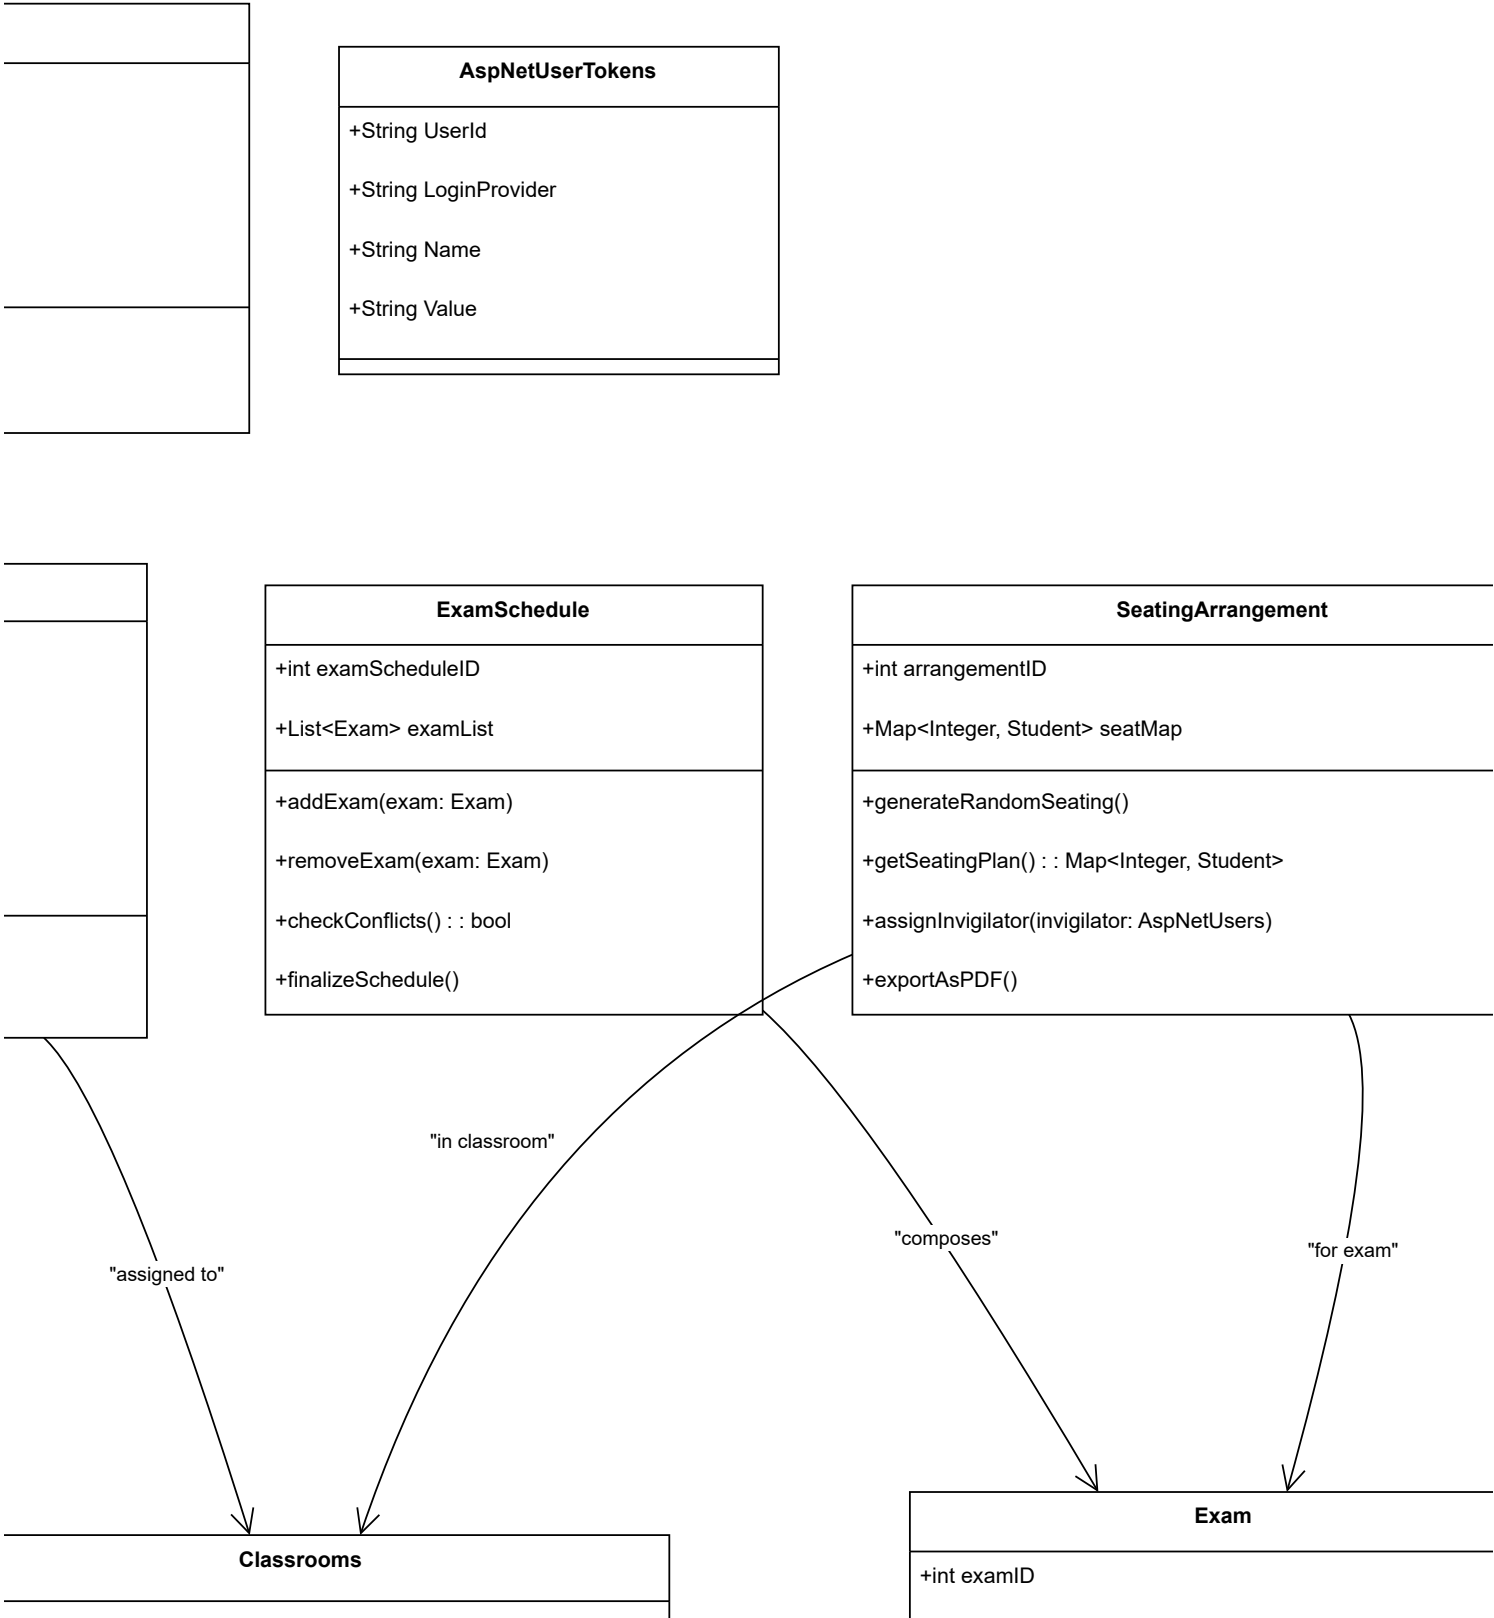 AspNetUserTokens
+String UserId
+String LoginProvider
+String Name
+String Value
ExamSchedule
+int examScheduleID
+List<Exam> examList
+addExam(exam: Exam)
+removeExam(exam: Exam)
+checkConflicts() : : bool
+finalizeSchedule()
SeatingArrangement
+int arrangementID
+Map<Integer, Student> seatMap
+generateRandomSeating()
+getSeatingPlan() : : Map<Integer, Student>
+assignInvigilator(invigilator: AspNetUsers)
+exportAsPDF()
"in classroom"
"composes"
"for exam"
"assigned to"
Classrooms
Exam
+int examID